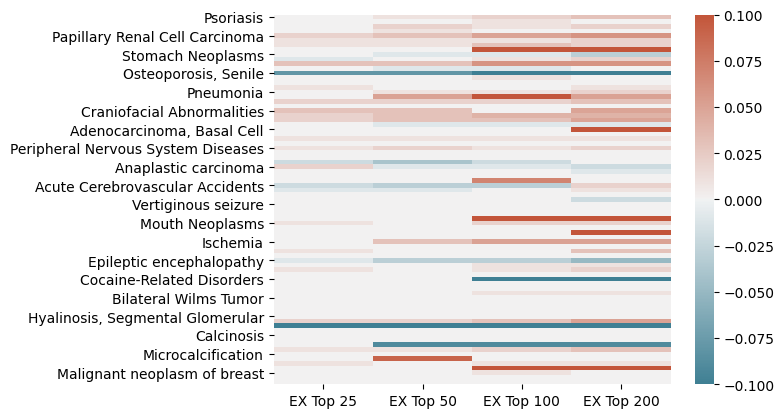 Psoriasis
Papillary Renal Cell Carcinoma
Stomach Neoplasms
Osteoporosis, Senile
Pneumonia
Craniofacial Abnormalities
Adenocarcinoma, Basal Cell
Peripheral Nervous System Diseases
Anaplastic carcinoma
Acute Cerebrovascular Accidents
Vertiginous seizure
Mouth Neoplasms
Ischemia
Epileptic encephalopathy
Cocaine-Related Disorders
Bilateral Wilms Tumor
Hyalinosis, Segmental Glomerular
Calcinosis
Microcalcification
Malignant neoplasm of breast
EX Top 25 EX Top 50 EX Top 100 EX Top 200
0.100
0.075
0.050
0.025
0.000
−0.025
−0.050
−0.075
−0.100